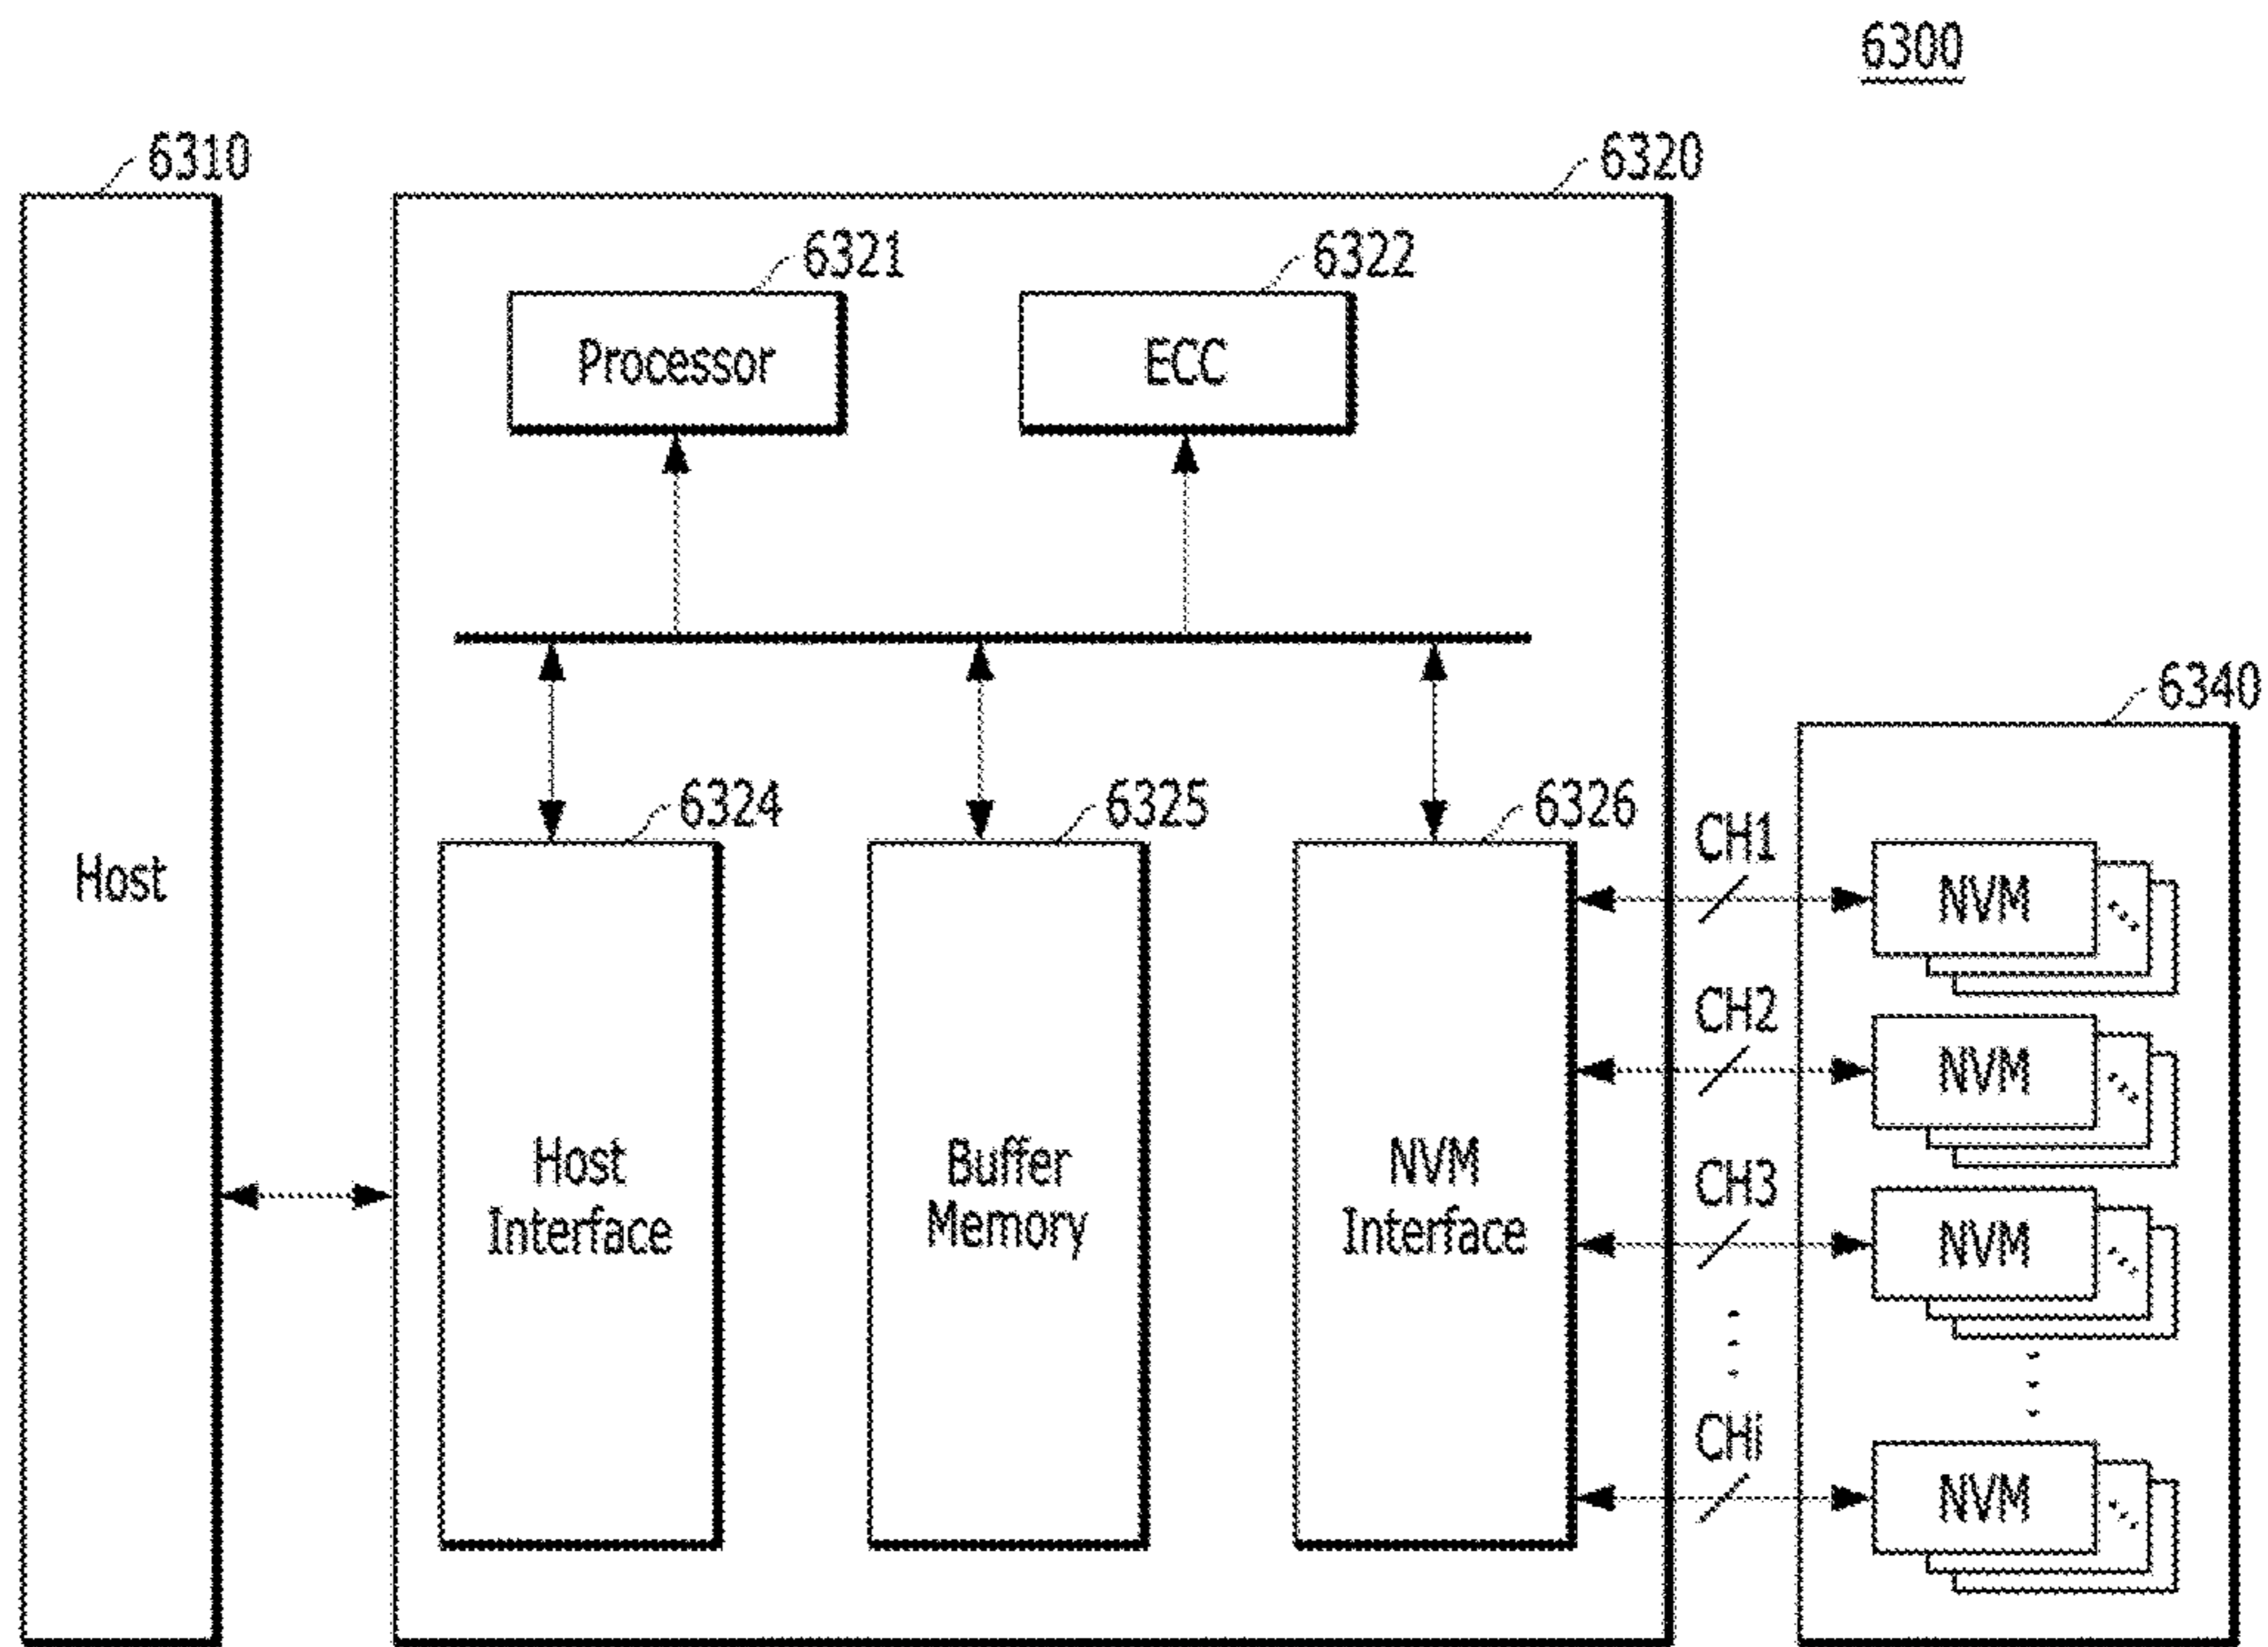 6300
6310
6320
6321
6322
Processor
ECC
6340
6324
6325
6326
CH1
Host
NVM
CH2
NVM
Host
Interface
Buffer
Memory
NVM
Interface
CH3
NVM
CHi
NVM